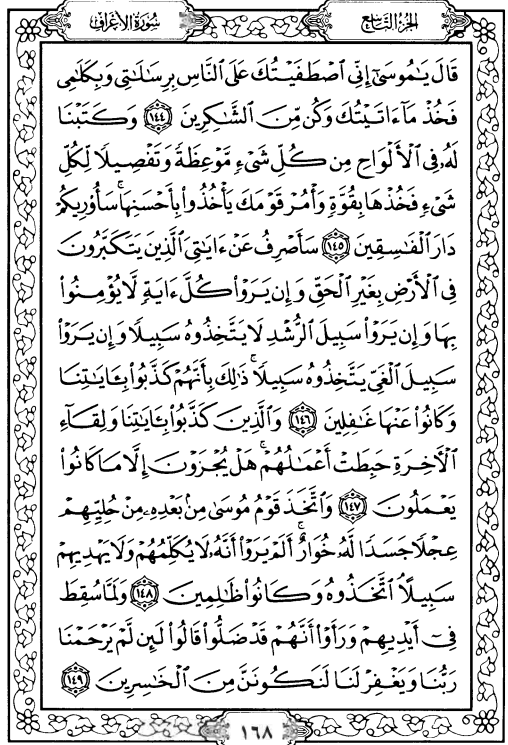 الجزء التاسع
سورة الأعراف
قَالَ يَٰمُوسَىٰٓ إِنِّي ٱصۡطَفَيۡتُكَ عَلَى ٱلنَّاسِ بِرِسَٰلَٰتِي وَبِكَلَٰمِي
فَخُذۡ مَآ ءَاتَيۡتُكَ وَكُن مِّنَ ٱلشَّٰكِرِينَ ١٤٤ وَكَتَبۡنَا
لَهُۥ فِي ٱلۡأَلۡوَاحِ مِن كُلِّ شَيۡءٖ مَّوۡعِظَةٗ وَتَفۡصِيلٗا لِّكُلِّ
شَيۡءٖ فَخُذۡهَا بِقُوَّةٖ وَأۡمُرۡ قَوۡمَكَ يَأۡخُذُواْ بِأَحۡسَنِهَاۚ سَأُوْرِيكُمۡ
دَارَ ٱلۡفَٰسِقِينَ ١٤٥ سَأَصۡرِفُ عَنۡ ءَايَٰتِيَ ٱلَّذِينَ يَتَكَبَّرُونَ
فِي ٱلۡأَرۡضِ بِغَيۡرِ ٱلۡحَقِّ وَإِن يَرَوۡاْ كُلَّ ءَايَةٖ لَّا يُؤۡمِنُواْ
بِهَا وَإِن يَرَوۡاْ سَبِيلَ ٱلرُّشۡدِ لَا يَتَّخِذُوهُ سَبِيلٗا وَإِن يَرَوۡاْ
سَبِيلَ ٱلۡغَيِّ يَتَّخِذُوهُ سَبِيلٗاۚ ذَٰلِكَ بِأَنَّهُمۡ كَذَّبُواْ بِـَٔايَٰتِنَا
وَكَانُواْ عَنۡهَا غَٰفِلِينَ ١٤٦ وَٱلَّذِينَ كَذَّبُواْ بِـَٔايَٰتِنَا وَلِقَآءِ
ٱلۡأٓخِرَةِ حَبِطَتۡ أَعۡمَٰلُهُمۡۚ هَلۡ يُجۡزَوۡنَ إِلَّا مَا كَانُواْ
يَعۡمَلُونَ ١٤٧ وَٱتَّخَذَ قَوۡمُ مُوسَىٰ مِنۢ بَعۡدِهِۦ مِنۡ حُلِيِّهِمۡ
عِجۡلٗا جَسَدٗا لَّهُۥ خُوَارٌۚ أَلَمۡ يَرَوۡاْ أَنَّهُۥ لَا يُكَلِّمُهُمۡ وَلَا يَهۡدِيهِمۡ
سَبِيلًاۘ ٱتَّخَذُوهُ وَكَانُواْ ظَٰلِمِينَ ١٤٨ وَلَمَّا سُقِطَ
فِيٓ أَيۡدِيهِمۡ وَرَأَوۡاْ أَنَّهُمۡ قَدۡ ضَلُّواْ قَالُواْ لَئِن لَّمۡ يَرۡحَمۡنَا
رَبُّنَا وَيَغۡفِرۡ لَنَا لَنَكُونَنَّ مِنَ ٱلۡخَٰسِرِينَ ١٤٩
١٦٨